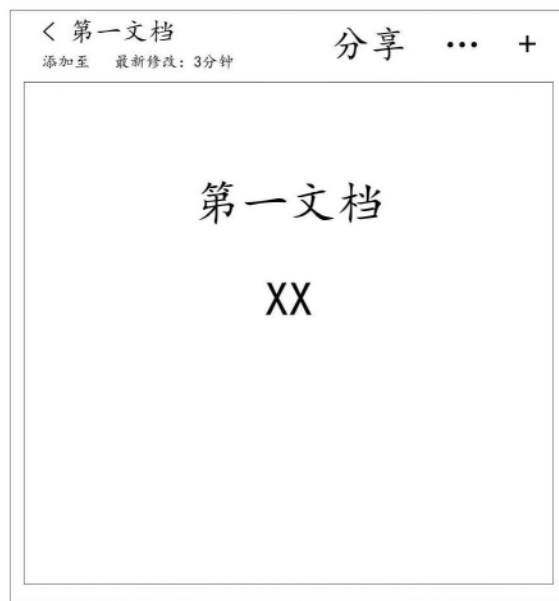 < 第一文档 分享 ··· +
添加至 最新修改：3分钟
第一文档
XX